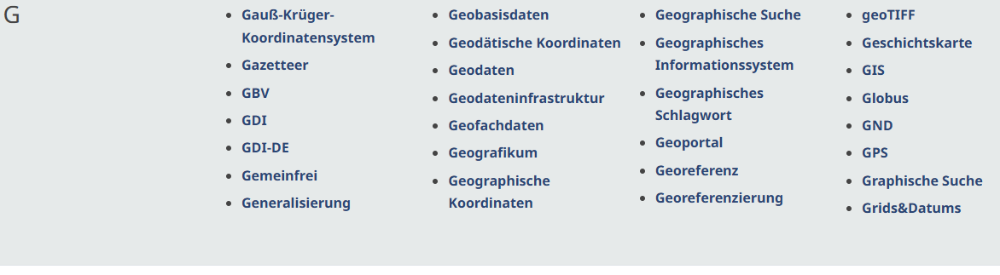 G
Gauß-Krüger-
Koordinatensystem
Gazetteer
GBV
GDI
GDI-DE
Gemeinfrei
Generalisierung
Geobasisdaten
Geodätische Koordinaten
Geodaten
Geodateninfrastruktur
Geofachdaten
Geografikum
Geographische
Koordinaten
Geographische Suche
Geographisches
Informationssystem
Geographisches
Schlagwort
Geoportal
Georeferenz
Georeferenzierung
geoTIFF
Geschichtskarte
GIS
Globus
GND
GPS
Graphische Suche
Grids&Datums